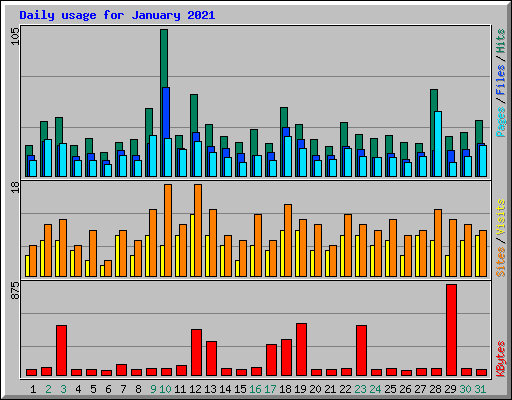 Daily usage for January 2021
105
Pages / Files / Hits
18
Sites / Visits
875
KBytes
1 2 3 4 5 6 7 8 9 10 11 12 13 14 15 16 17 18 19 20 21 22 23 24 25 26 27 28 29 30 31